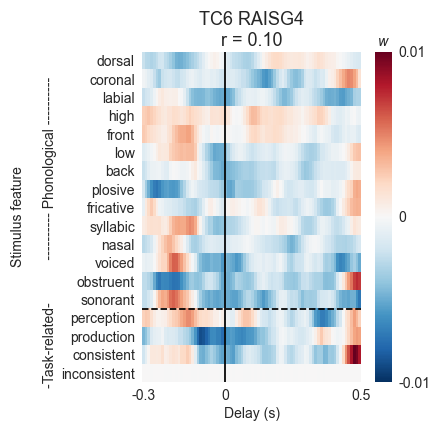 TC6 RAISG4
r = 0.10
w
dorsal
coronal
labial
high
front
low
back
plosive
fricative
syllabic
nasal
voiced
obstruent
sonorant
perception
production
consistent
inconsistent
Stimulus feature
---------- Phonological ----------
-Task-related-
0.01
0
-0.01
-0.3
0
0.5
Delay (s)